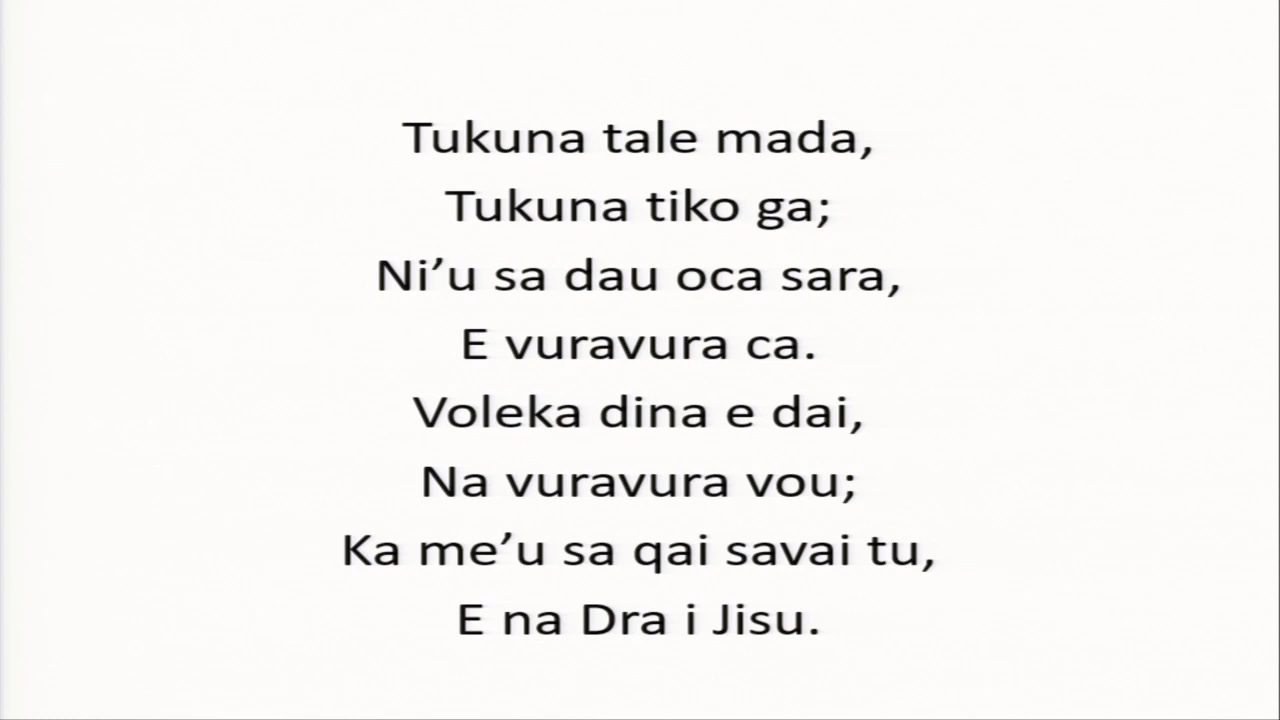 Tukuna tale mada,
Tukuna tiko ga;
Ni’u sa dau oca sara,
E vuravura ca.
Voleka dina e dai,
Na vuravura vou;
Ka me’u sa qai savai tu,
E na Dra i Jisu.